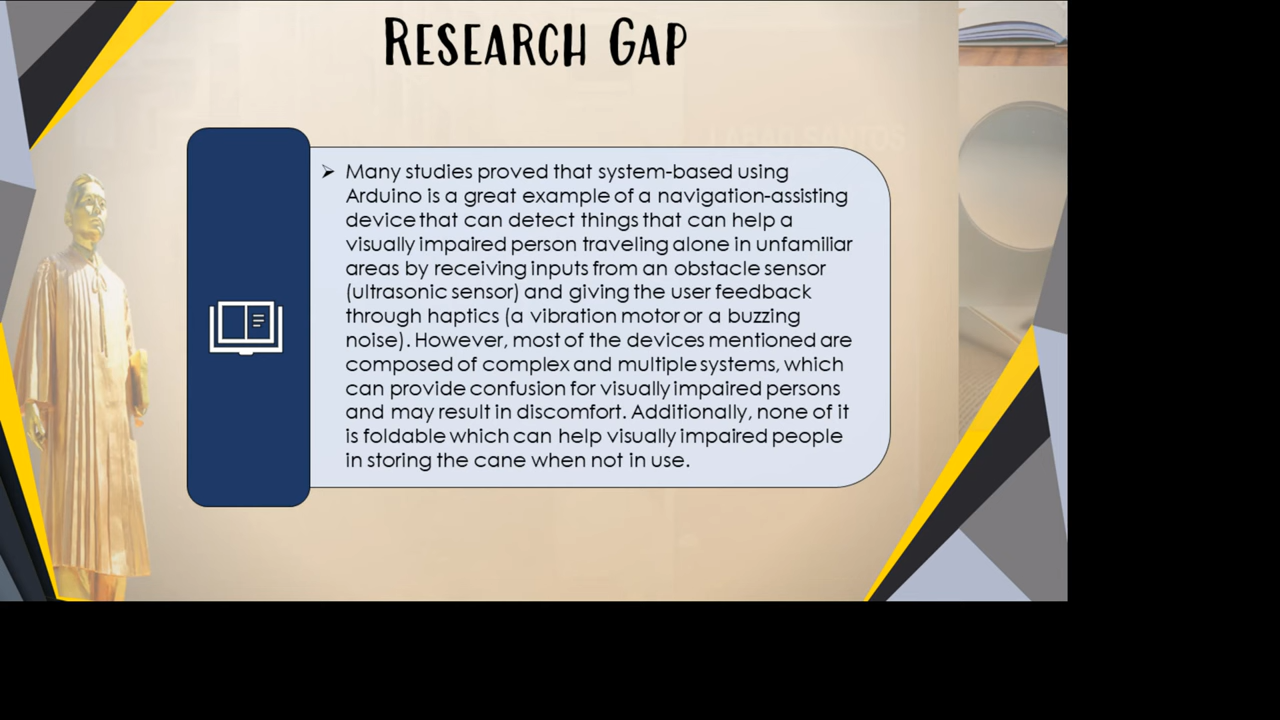 RESEARCH GAP
➢ Many studies proved that system-based using
Arduino is a great example of a navigation-assisting
device that can detect things that can help a
visually impaired person traveling alone in unfamiliar
areas by receiving inputs from an obstacle sensor
(ultrasonic sensor) and giving the user feedback
through haptics (a vibration motor or a buzzing
noise). However, most of the devices mentioned are
composed of complex and multiple systems, which
can provide confusion for visually impaired persons
and may result in discomfort. Additionally, none of it
is foldable which can help visually impaired people
in storing the cane when not in use.